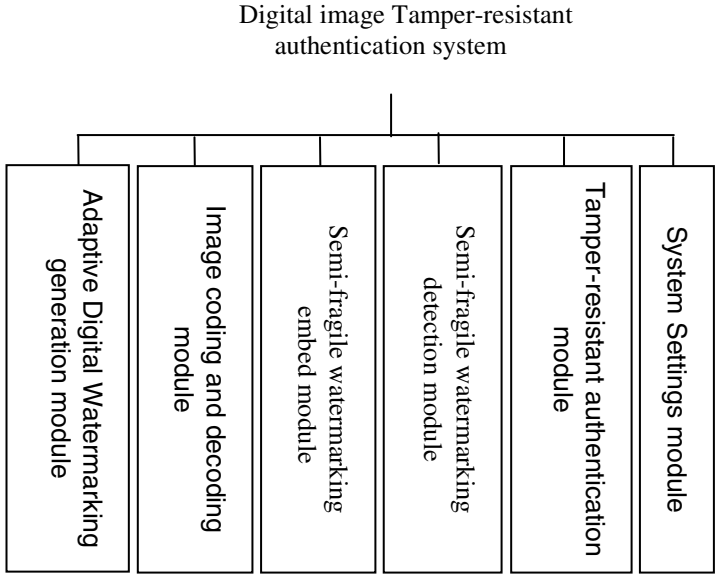 Digital image Tamper-resistant
authentication system
Adaptive Digital Watermarking
generation module
Image coding and decoding
module
Semi-fragile watermarking
embed module
Semi-fragile watermarking
detection module
Tamper-resistant authentication
module
System Settings module